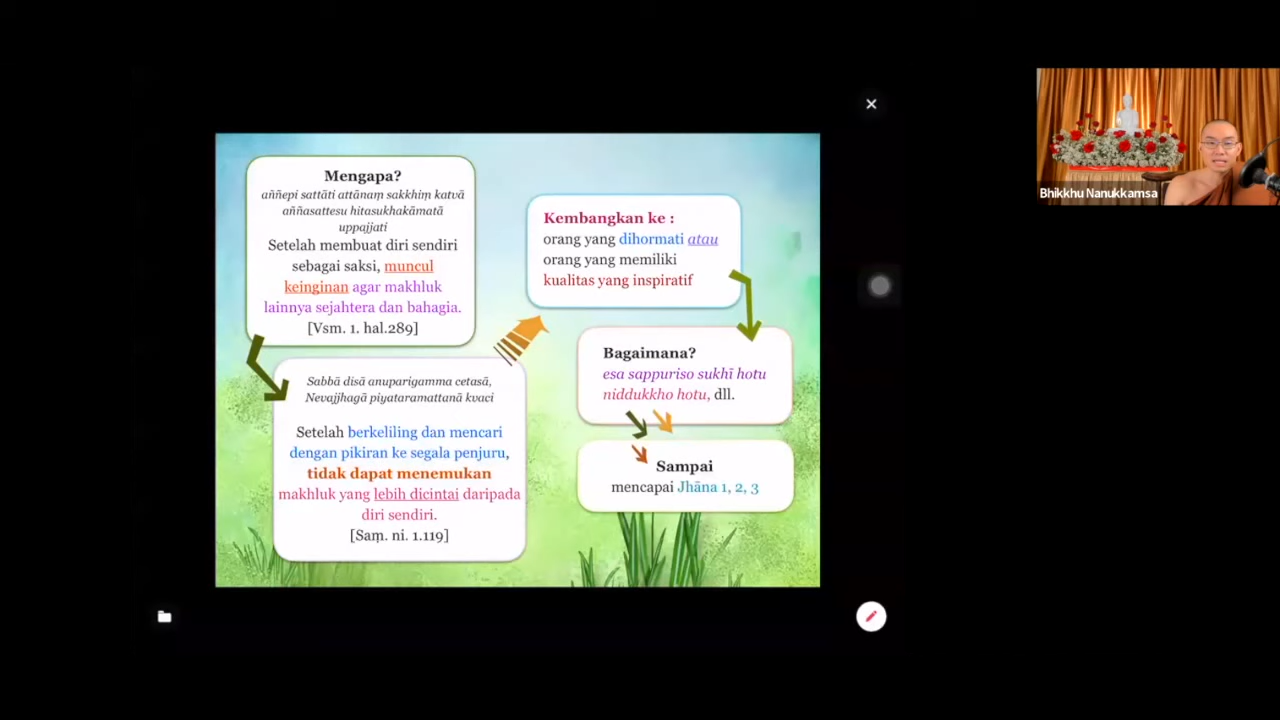 Mengapa?
aññepi sattāti attānaṃ sakkhiṃ katvā
aññasattesu hitasukhakāmatā
uppajjati
Setelah membuat diri sendiri
sebagai saksi, muncul
keinginan agar makhluk
lainnya sejahtera dan bahagia.
[Vsm. 1. hal.289]
Sabbā disā anuparigamma cetasā,
Nevajjhagā piyataramattanā kvaci
Setelah berkeliling dan mencari
dengan pikiran ke segala penjuru,
tidak dapat menemukan
makhluk yang lebih dicintai daripada
diri sendiri.
[Saṃ. ni. 1.119]
Kembangkan ke :
orang yang dihormati atau
orang yang memiliki
kualitas yang inspiratif
Bagaimana?
esa sappuriso sukhī hotu
niddukkho hotu, dll.
Sampai
mencapai Jhāna 1, 2, 3
Bhikkhu Nanukkamsa